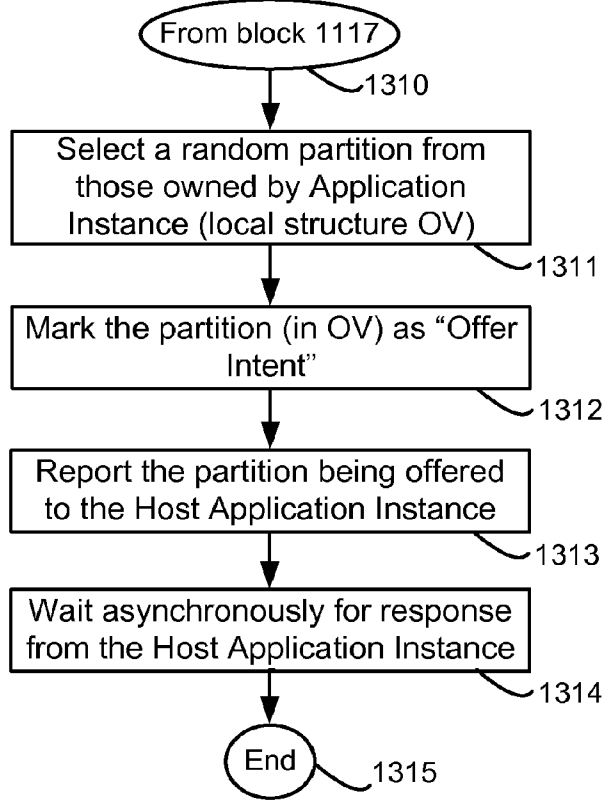 From block 1117
1310
Select a random partition from
those owned by Application
Instance (local structure OV)
1311
Mark the partition (in OV) as “Offer
Intent”
1312
Report the partition being offered
to the Host Application Instance
1313
Wait asynchronously for response
from the Host Application Instance
1314
End
1315